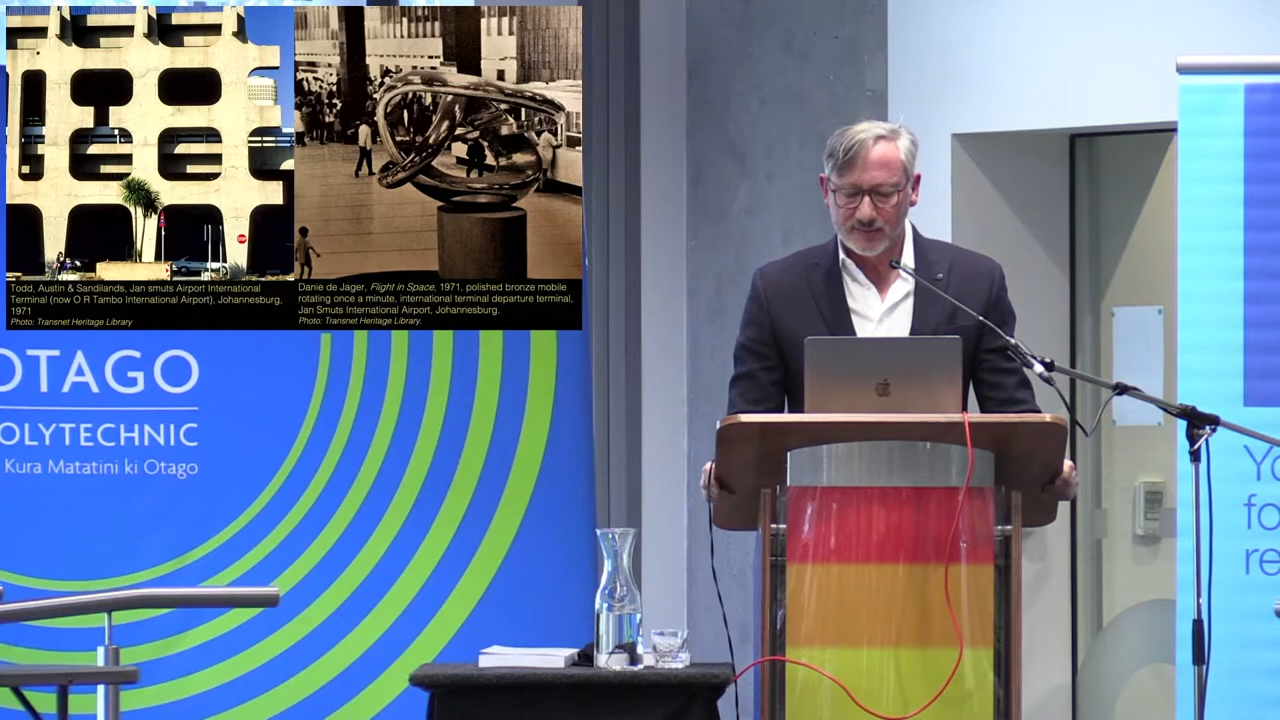 Todd, Austin & Sandilands, Jan smuts Airport International
Terminal (now O R Tambo International Airport), Johannesburg,
1971
Photo: Transnet Heritage Library
Danie de Jager, Flight in Space, 1971, polished bronze mobile
rotating once a minute, international terminal departure terminal,
Jan Smuts International Airport, Johannesburg.
Photo: Transnet Heritage Library.
STOP
OTAGO
OLYTECHNIC
Kura Matatini ki Otago
Yo
fo
re